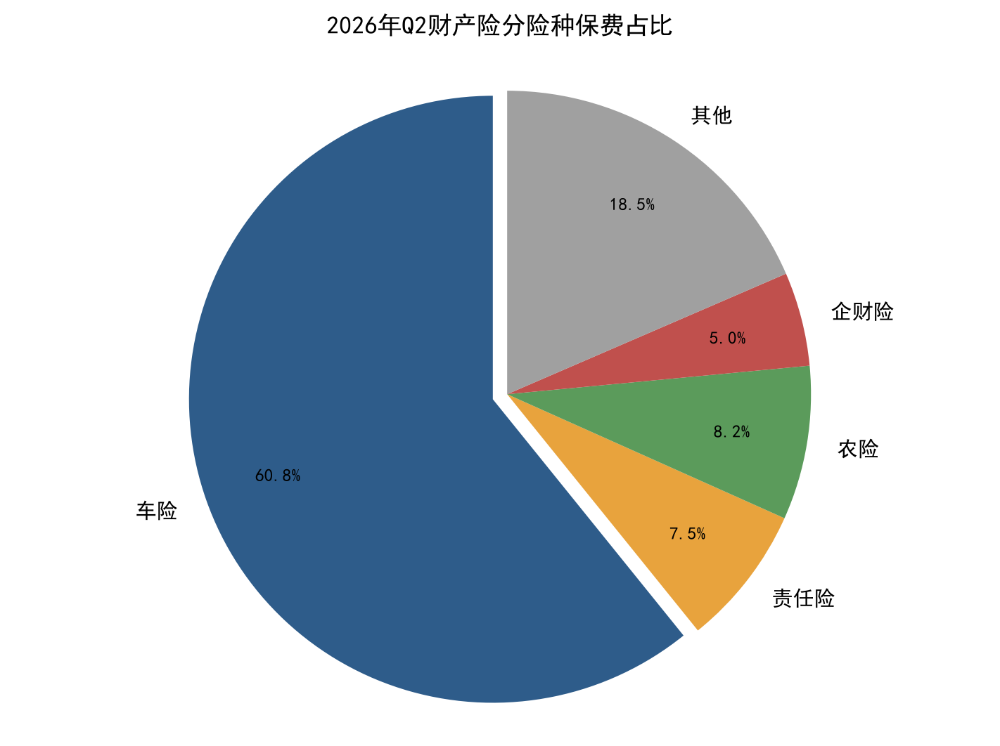 2026年Q2财产险分险种保费占比
其他
18.5%
企财险
5.0%
8.2%
农险
60.8%
车险
7.5%
责任险